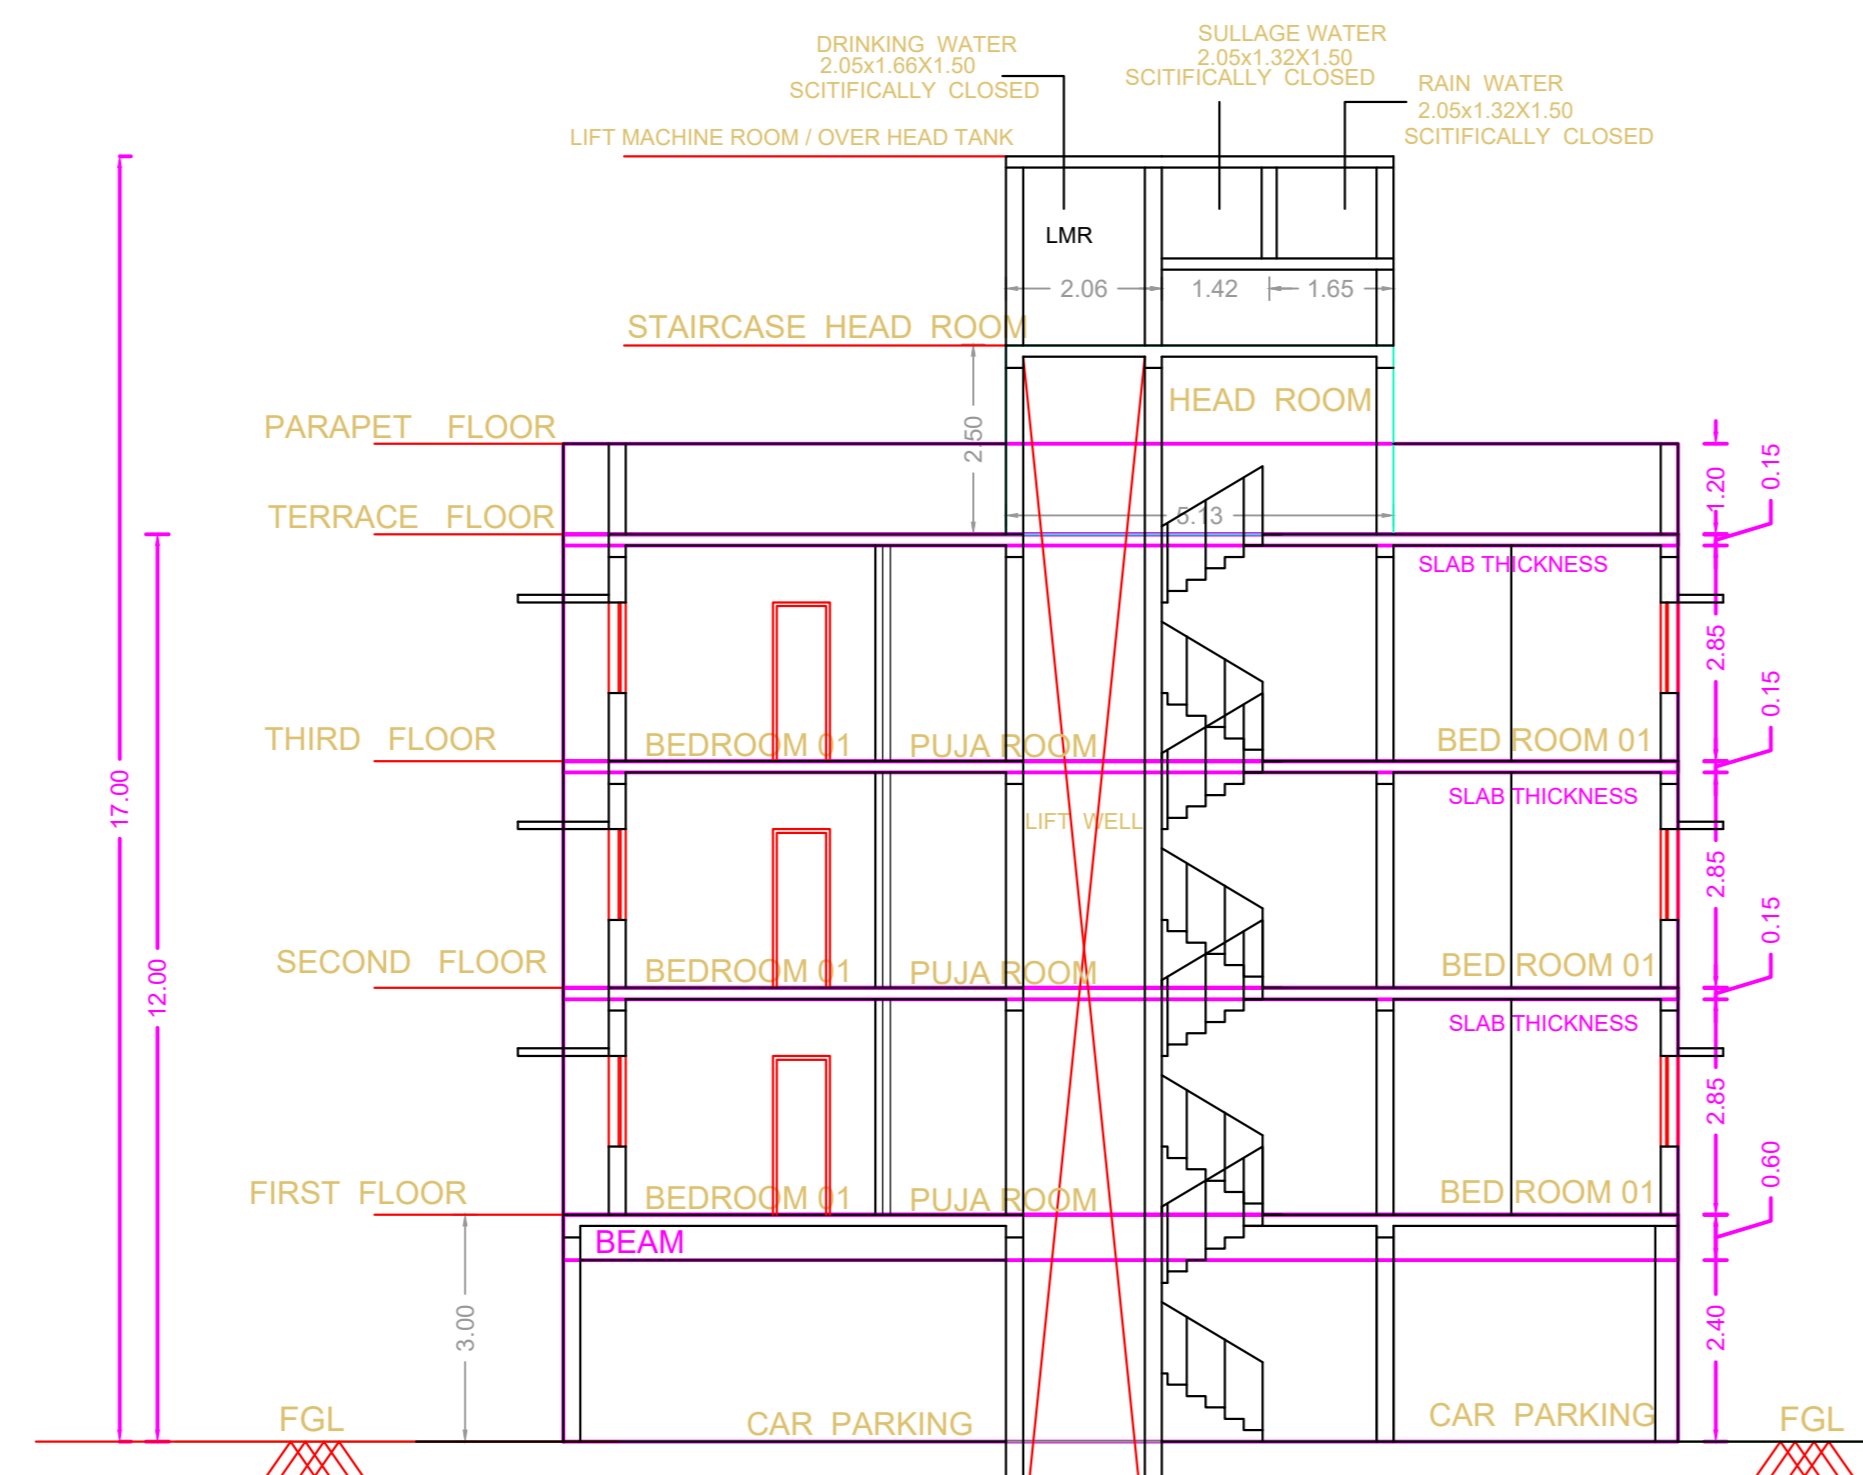 DRINKING WATER
2.05x1.66X1.50
SCITIFICALLY CLOSED
SULLAGE WATER
2.05x1.32X1.50
SCITIFICALLY CLOSED
RAIN WATER
2.05x1.32X1.50
SCITIFICALLY CLOSED
LIFT MACHINE ROOM / OVER HEAD TANK
LMR
2.06
1.42
1.65
STAIRCASE HEAD ROOM
HEAD ROOM
2.50
PARAPET FLOOR
1.20
0.15
TERRACE FLOOR
5.13
SLAB THICKNESS
2.85
0.15
THIRD FLOOR
BEDROOM 01
PUJA ROOM
BED ROOM 01
17.00
SLAB THICKNESS
LIFT WELL
2.85
0.15
12.00
SECOND FLOOR
BEDROOM 01
PUJA ROOM
BED ROOM 01
SLAB THICKNESS
2.85
0.60
FIRST FLOOR
BEDROOM 01
PUJA ROOM
BED ROOM 01
BEAM
3.00
2.40
FGL
CAR PARKING
CAR PARKING
FGL